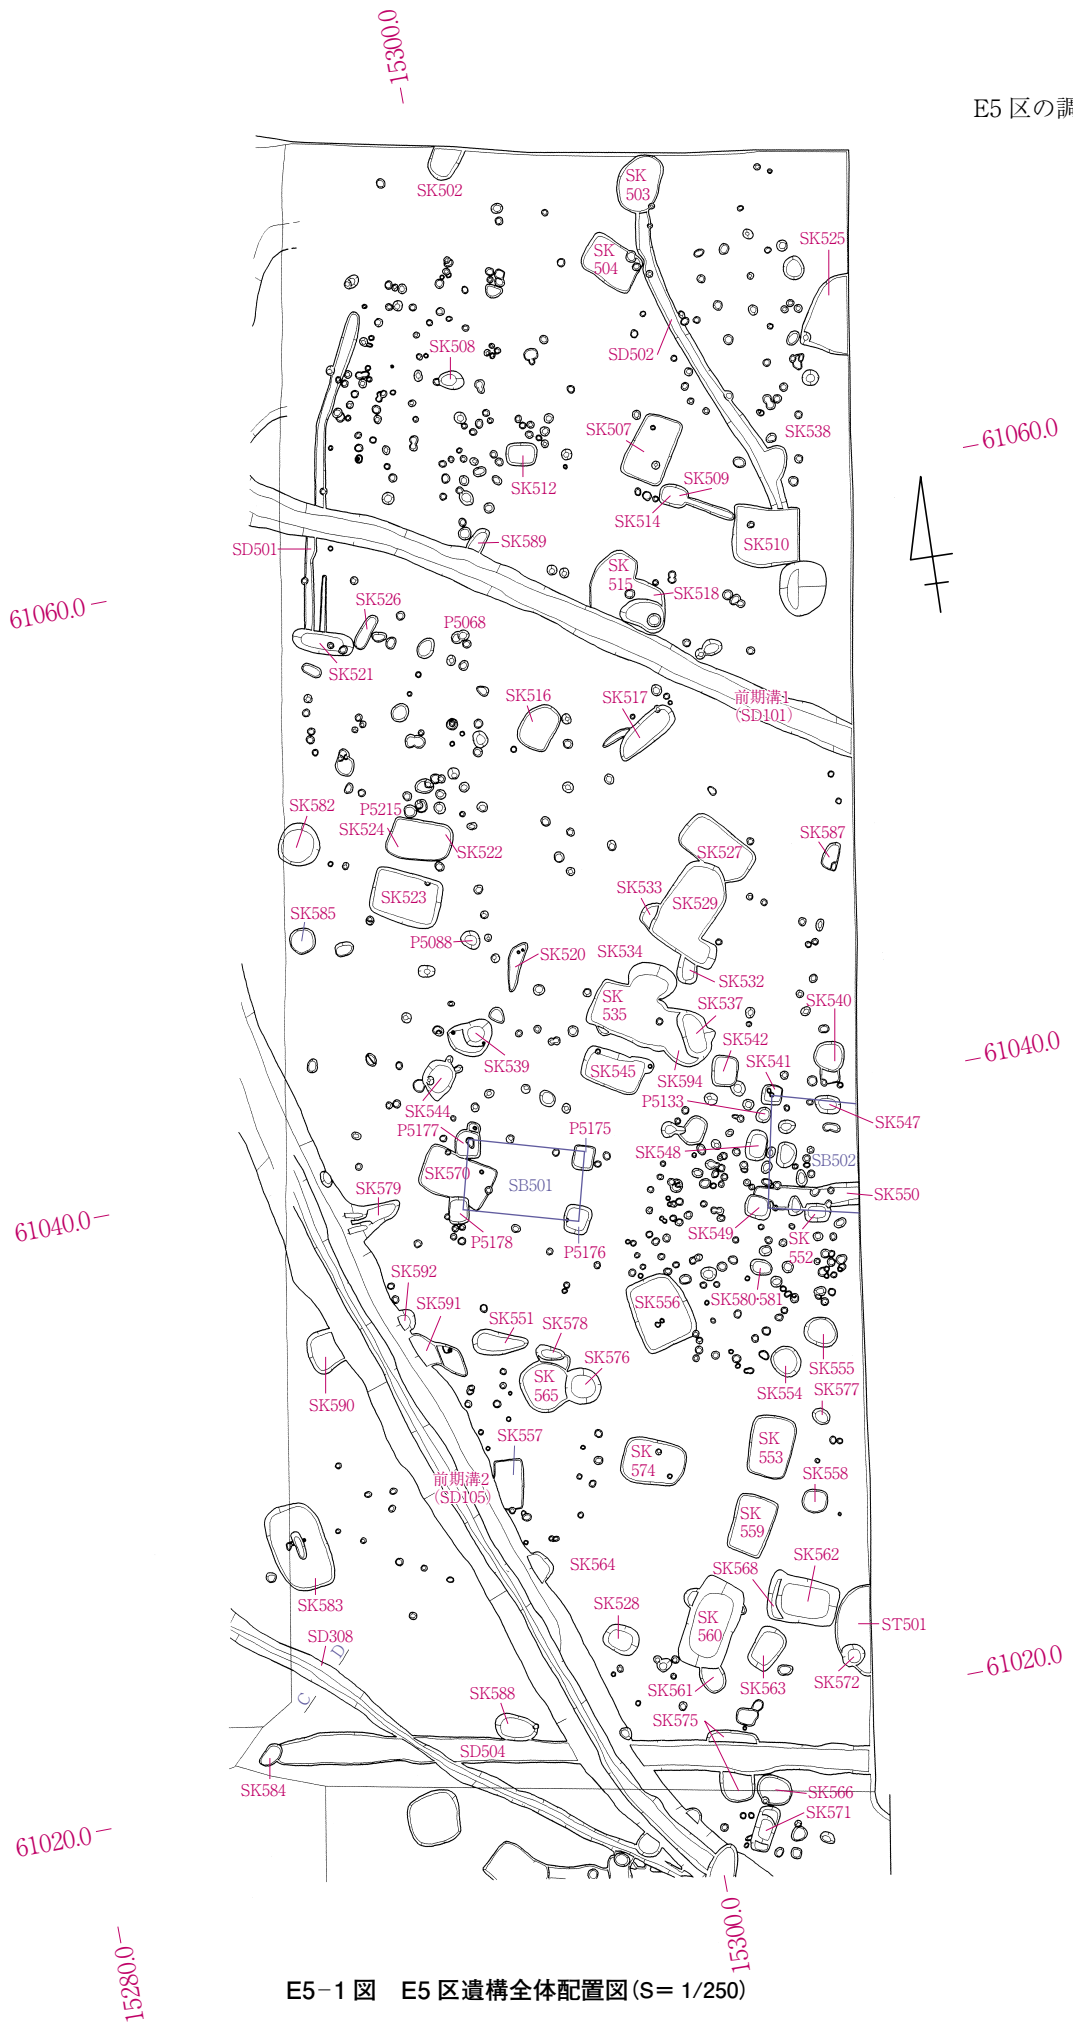 −15300.0
E5 区の調
SK502
SK
503
SK525
SK
504
SD502
SK508
SK507
SK538
−61060.0
SK509
SK512
SK514
SK510
SD501
SK589
SK
515
SK518
61060.0−
SK526
P5068
SK521
SK516
SK517
前期溝1
(SD101)
SK582
P5215
SK524
SK522
SK587
SK527
SK533
SK523
SK529
SK585
P5088
SK520
SK534
SK532
SK
535
SK537
SK540
SK539
SK542
−61040.0
SK545
SK541
SK594
SK544
P5133
SK547
P5177
P5175
SK548
SB502
SK570
SB501
SK579
SK550
61040.0−
SK549
P5178
P5176
SK
552
SK592
SK591
SK556
SK580·581
SK551
SK578
SK576
SK
565
SK555
SK554
SK590
SK577
SK557
SK
553
SK
574
前期溝2
(SD105)
SK558
SK
559
SK564
SK568
SK562
SK583
SK528
SK
560
ST501
SD308
D
C
SK572
−61020.0
SK561
SK563
SK588
SK575
SD504
SK584
SK566
SK571
61020.0−
15300.0−
15280.0−
E5−1 図　E5 区遺構全体配置図(S＝ 1/250)